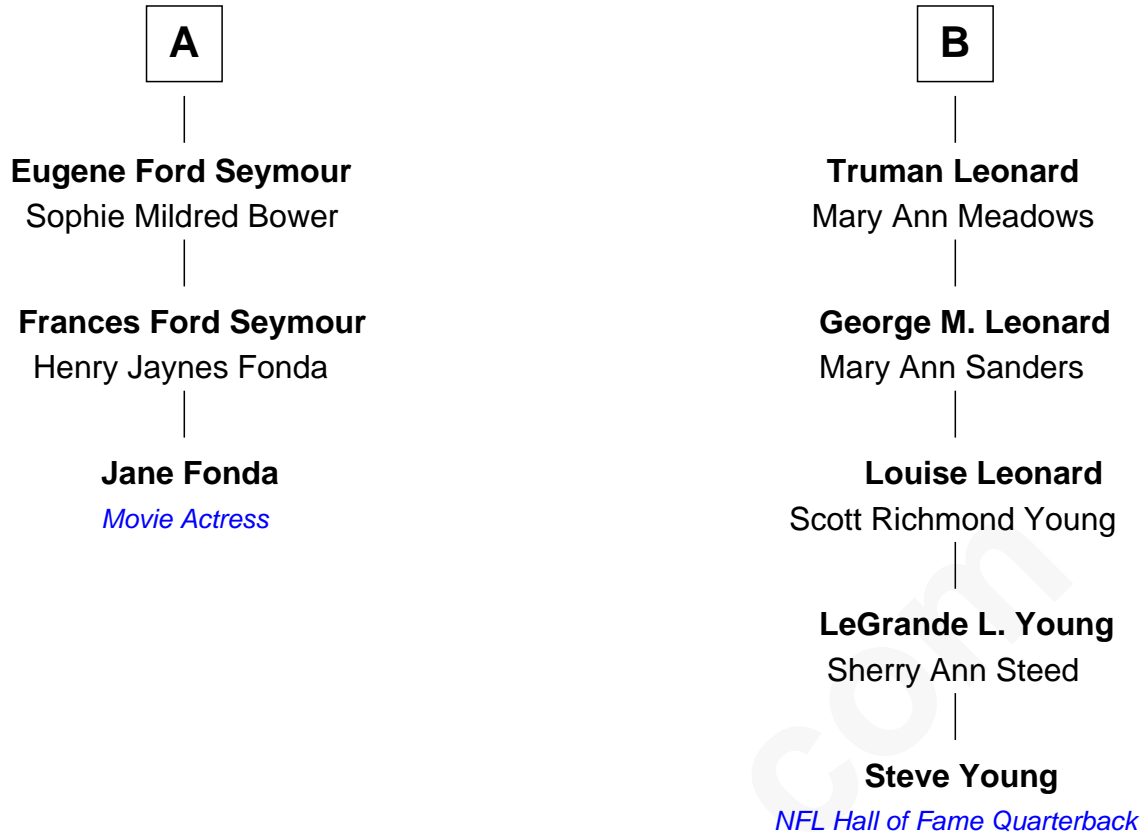 A
Eugene Ford Seymour
Sophie Mildred Bower
Frances Ford Seymour
Henry Jaynes Fonda
Jane Fonda
Movie Actress
B
Truman Leonard
Mary Ann Meadows
George M. Leonard
Mary Ann Sanders
Louise Leonard
Scott Richmond Young
LeGrande L. Young
Sherry Ann Steed
Steve Young
NFL Hall of Fame Quarterback
com